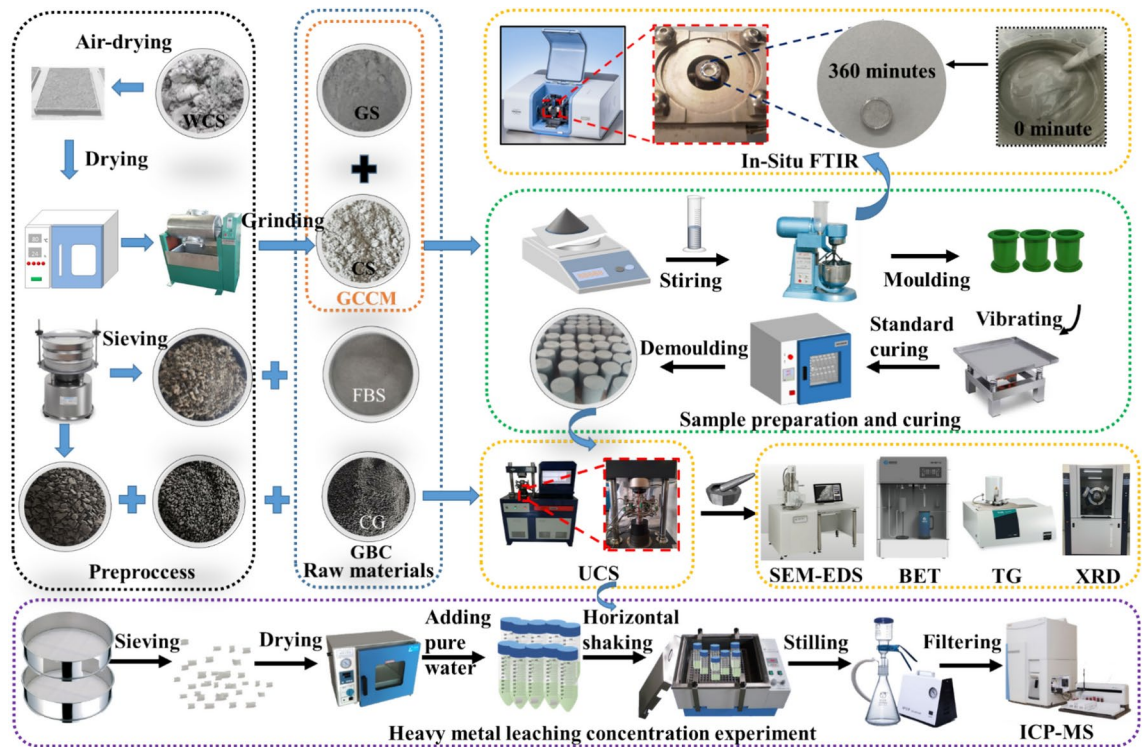 Air-drying
WCS
Drying
Grinding
Sieving
Preproccess
GS
CS
GCCM
FBS
CG
GBC
Raw materials
360 minutes
0 minute
In-Situ FTIR
Stiring
Moulding
Vibrating
Standard
curing
Demoulding
Sample preparation and curing
UCS
SEM-EDS
BET
TG
XRD
Sieving
Drying
Adding
pure
water
Horizontal
shaking
Stilling
Filtering
ICP-MS
Heavy metal leaching concentration experiment